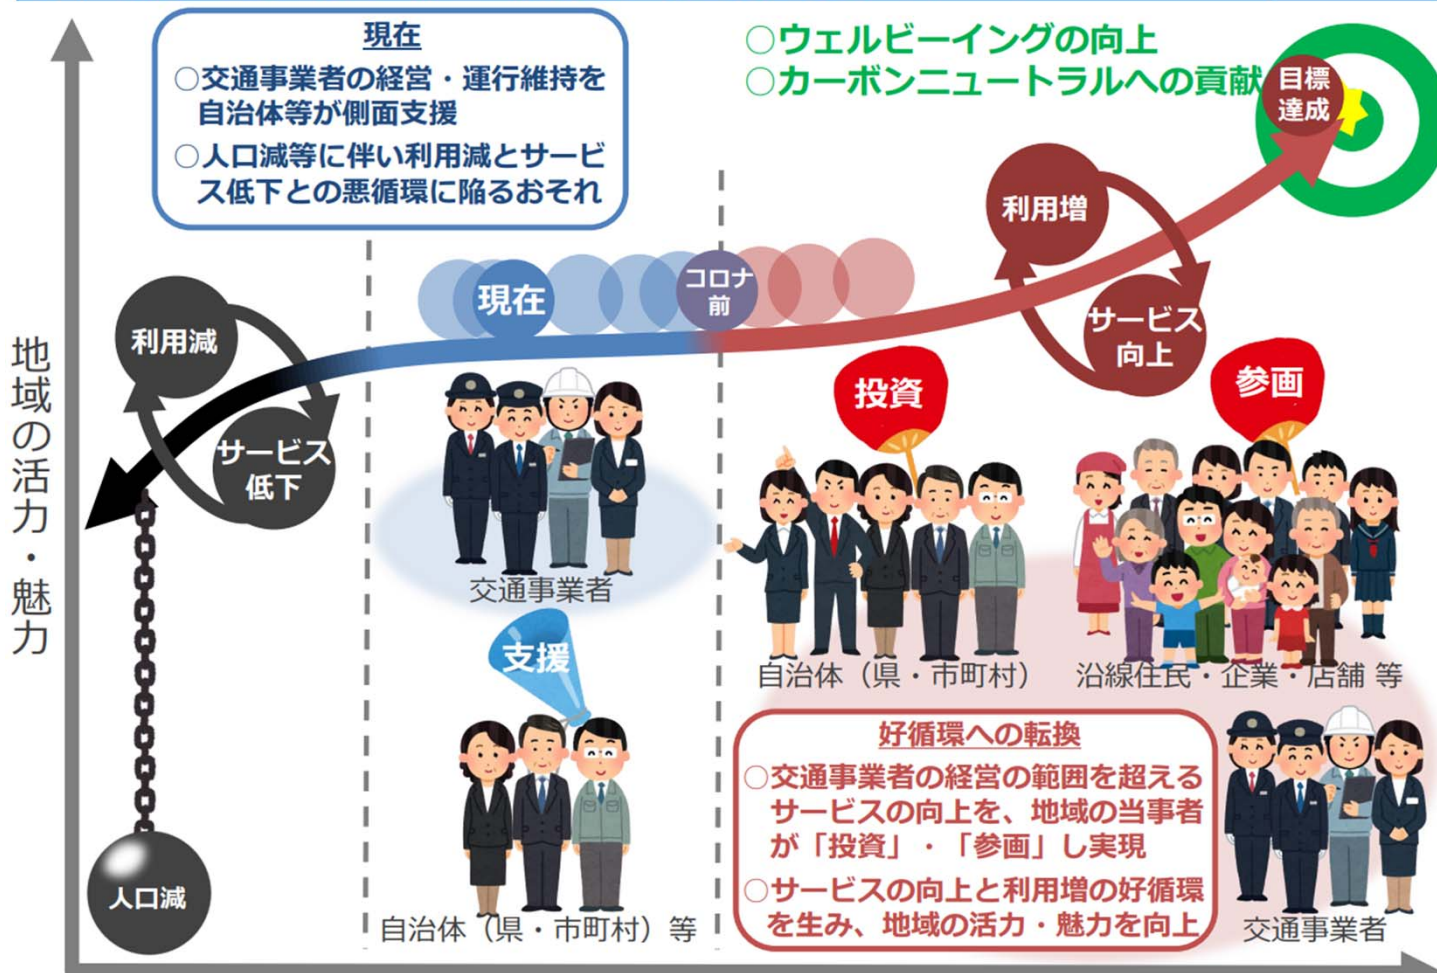 現在
○交通事業者の経営・運行維持を
自治体等が側面支援
○人口減等に伴い利用減とサービ
ス低下との悪循環に陥るおそれ
○ウェルビーイングの向上
○カーボンニュートラルへの貢献
目標
達成
利用増
サービス
向上
コロナ
前
現在
利用減
サービス
低下
地域の活力・魅力
人口減
交通事業者
支援
自治体（県・市町村）等
投資
参画
自治体（県・市町村）
沿線住民・企業・店舗 等
好循環への転換
○交通事業者の経営の範囲を超える
サービスの向上を、地域の当事者
が「投資」・「参画」し実現
○サービスの向上と利用増の好循環
を生み、地域の活力・魅力を向上
交通事業者